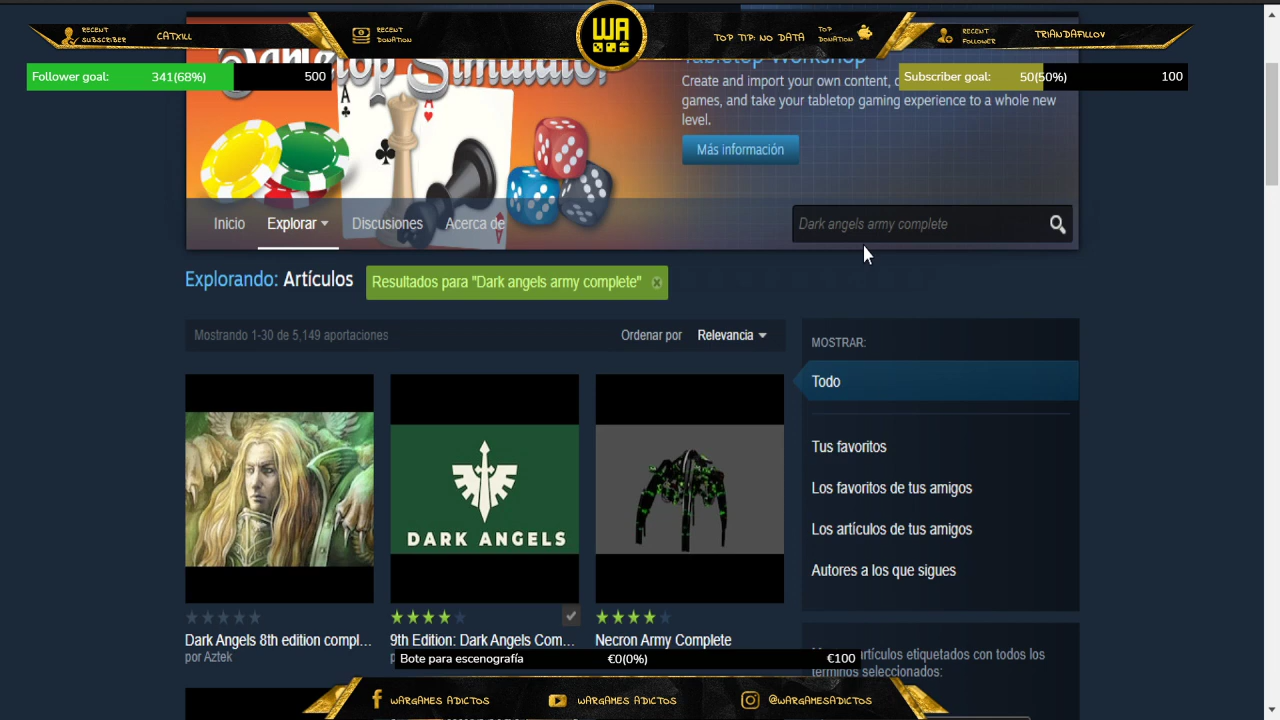 RECENT
SUBSCRIBER
CATXILL
RECENT
DONATION
WA
TOP TIP: NO DATA
TOP
DONATION
RECENT
FOLLOWER
TRIANDAFILLOV
Follower goal: 341(68%) 500
Subscriber goal: 50(50%) 100
Tabletop Simulator
Tabletop Workshop
Create and import your own content,
games, and take your tabletop gaming experience to a whole new
level.
Más información
A
A
A
Inicio Explorar Discusiones Acerca de
Dark angels army complete
Explorando: Artículos
Resultados para "Dark angels army complete"
Mostrando 1-30 de 5,149 aportaciones
Ordenar por Relevancia
MOSTRAR:
Todo
Tus favoritos
Los favoritos de tus amigos
Los artículos de tus amigos
Autores a los que sigues
DARK ANGELS
Dark Angels 8th edition compl...
por Aztek
9th Edition: Dark Angels Com...
Necron Army Complete
Bote para escenografía €0(0%) €100
artículos etiquetados con todos los
términos seleccionados:
WARGAMES ADICTOS
WARGAMES ADICTOS
@WARGAMESADICTOS